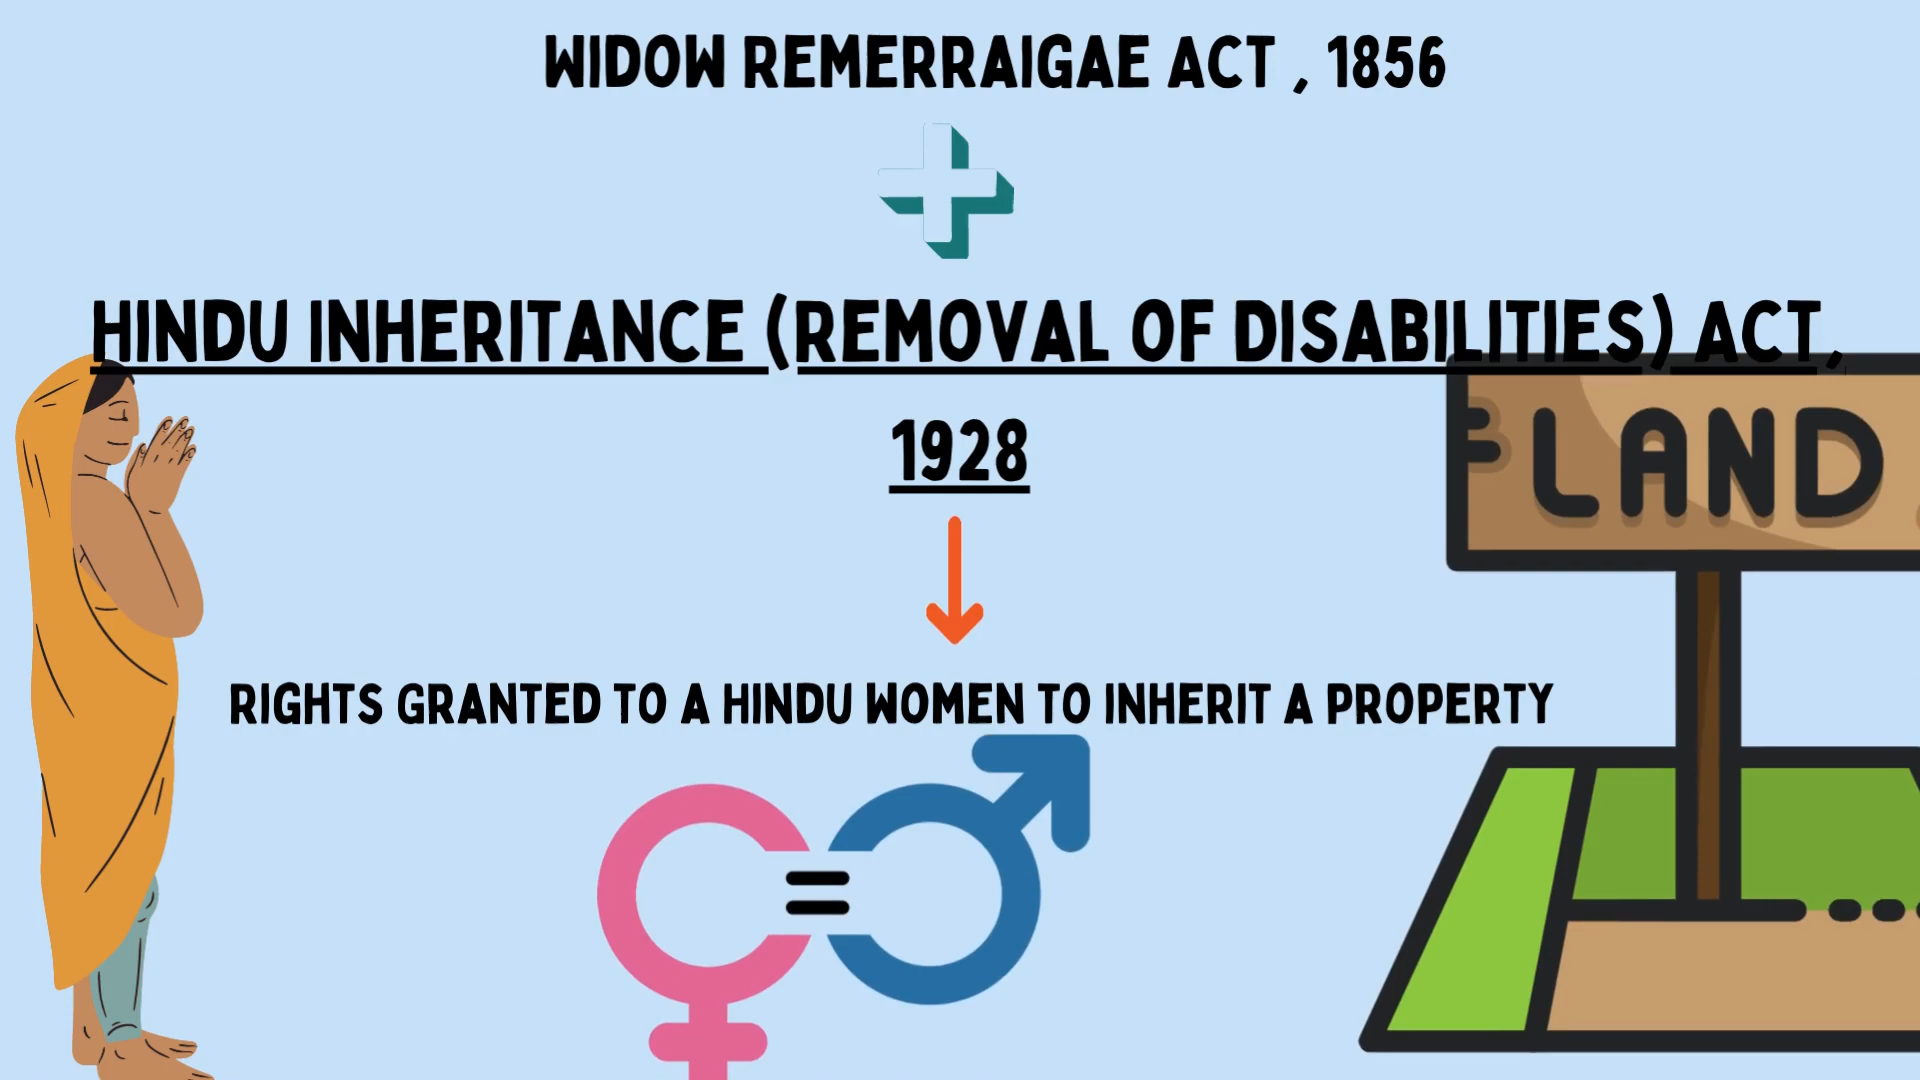 WIDOW REMERRAIGAE ACT , 1856
HINDU INHERITANCE (REMOVAL OF DISABILITIES) ACT,
1928
LAND
RIGHTS GRANTED TO A HINDU WOMEN TO INHERIT A PROPERTY
=